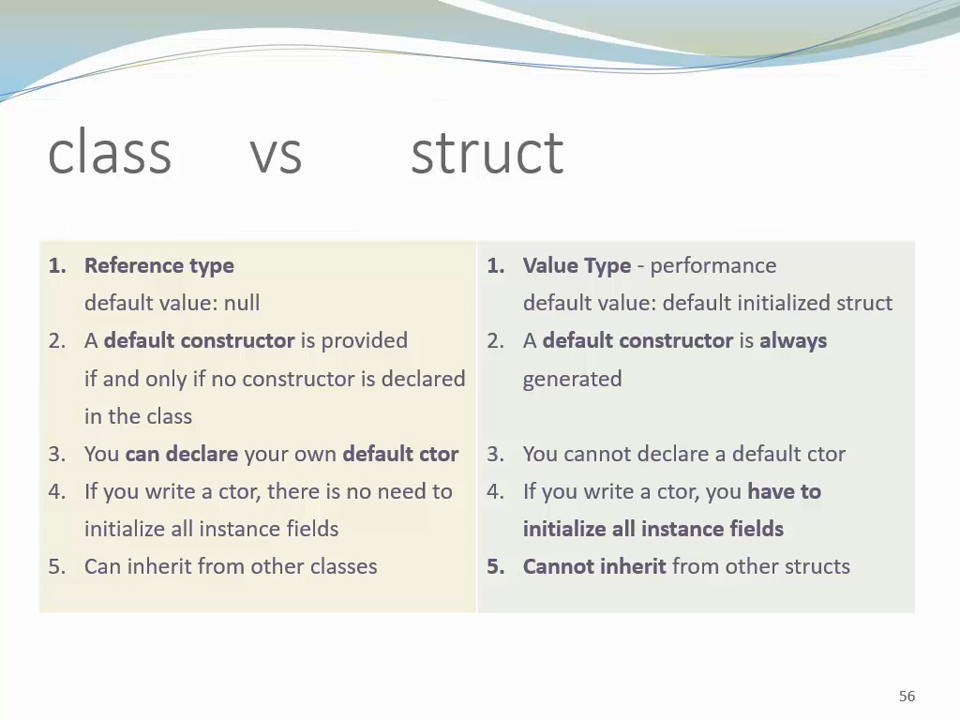 class vs struct
1. Reference type
default value: null
2. A default constructor is provided
if and only if no constructor is declared
in the class
3. You can declare your own default ctor
4. If you write a ctor, there is no need to
initialize all instance fields
5. Can inherit from other classes
1. Value Type - performance
default value: default initialized struct
2. A default constructor is always
generated
3. You cannot declare a default ctor
4. If you write a ctor, you have to
initialize all instance fields
5. Cannot inherit from other structs
56